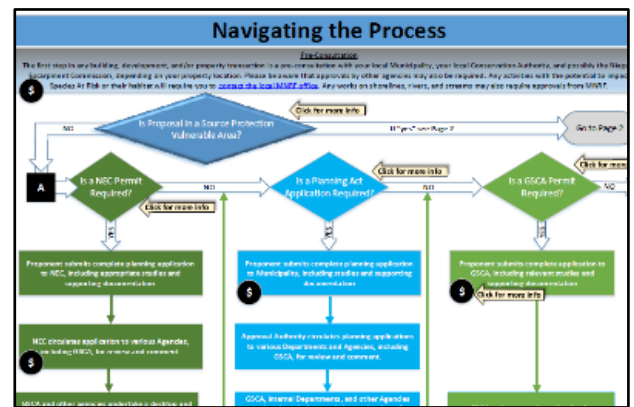 Navigating the Process
Pre-Consultation
The first step in any building, development, and/or property transaction is a pre-consultation with your local Municipality, your local Conservation Authority, and possibly the Niag
Escarpment Commission, depending on your property location. Please be aware that approvals by other agencies may also be required. Any activities with the potential to impac
Species At Risk or their habitat will require you to contact the local MNRF office. Any works on shorelines, rivers, and streams may also require approvals from MNRF.
$
Click for more info
Is Proposal in a Source Protection
Vulnerable Area?
NO
If "yes" see Page 2
Go to Page 2
Click for more info
Click for more
A
Is a NEC Permit
Required?
NO
Is a Planning Act
Application Required?
NO
Is a GSCA Permit
Required?
NO
Click for more info
YES
YES
YES
Proponent submits complete planning application
to NEC, including appropriate studies and
supporting documentation
Proponent submits complete planning application
to Municipality, including studies and supporting
documentation
Proponent submits complete application to
GSCA, including relevant studies and
supporting documentation
$
$
Click for more info
NEC circulates application to various Agencies,
including GSCA, for review and comment
$
Approval Authority circulates planning applications
to various Departments and Agencies, including
GSCA, for review and comment.
GSCA and other agencies undertake a desktop and
GSCA, Internal Departments, and other Agencies